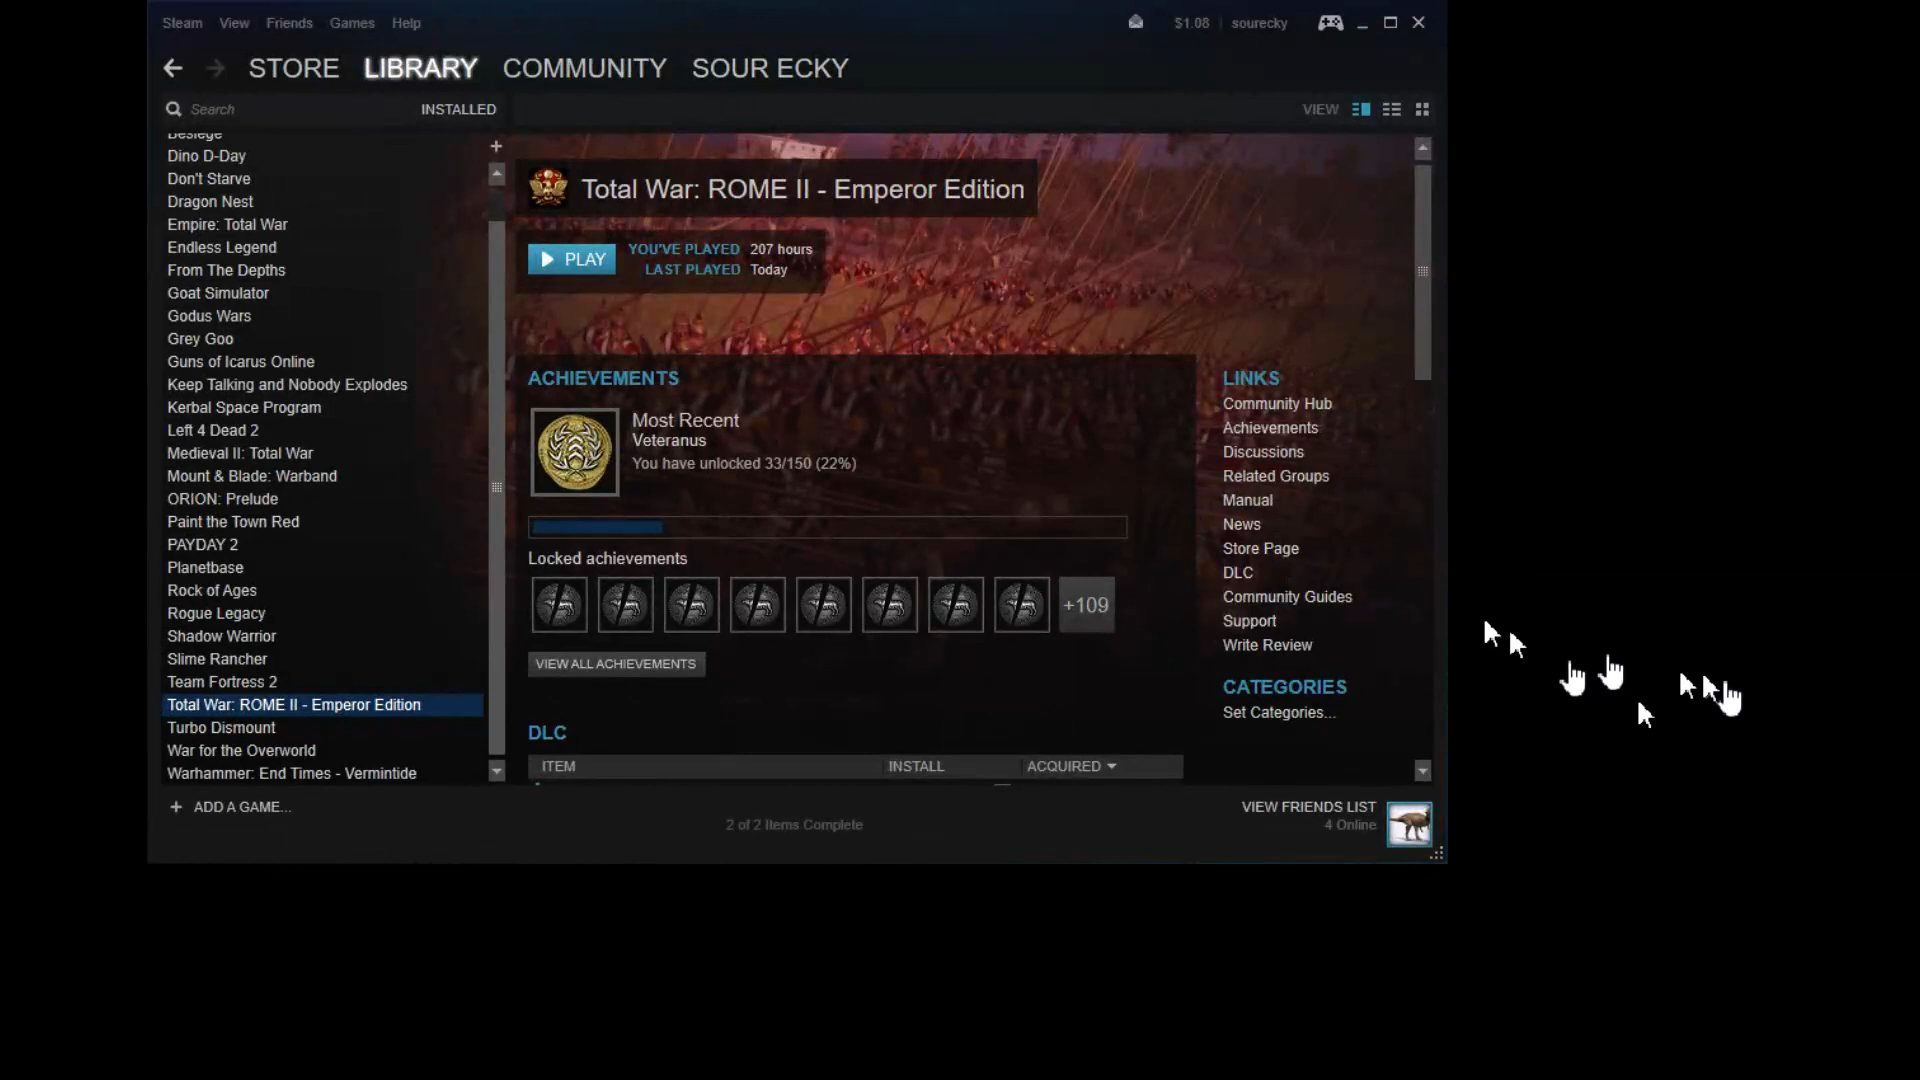 Steam View Friends Games Help $1.08 sourecky
STORE LIBRARY COMMUNITY SOUR ECKY
Search INSTALLED VIEW
Besiege
Dino D-Day
Don't Starve
Dragon Nest
Empire: Total War
Endless Legend
From The Depths
Goat Simulator
Godus Wars
Grey Goo
Guns of Icarus Online
Keep Talking and Nobody Explodes
Kerbal Space Program
Left 4 Dead 2
Medieval II: Total War
Mount & Blade: Warband
ORION: Prelude
Paint the Town Red
PAYDAY 2
Planetbase
Rock of Ages
Rogue Legacy
Shadow Warrior
Slime Rancher
Team Fortress 2
Total War: ROME II - Emperor Edition
Turbo Dismount
War for the Overworld
Warhammer: End Times - Vermintide
+ ADD A GAME...
Total War: ROME II - Emperor Edition
PLAY
YOU'VE PLAYED 207 hours
LAST PLAYED Today
ACHIEVEMENTS
Most Recent
Veteranus
You have unlocked 33/150 (22%)
Locked achievements
+109
VIEW ALL ACHIEVEMENTS
DLC
ITEM INSTALL ACQUIRED
LINKS
Community Hub
Achievements
Discussions
Related Groups
Manual
News
Store Page
DLC
Community Guides
Support
Write Review
CATEGORIES
Set Categories...
2 of 2 Items Complete
VIEW FRIENDS LIST
4 Online